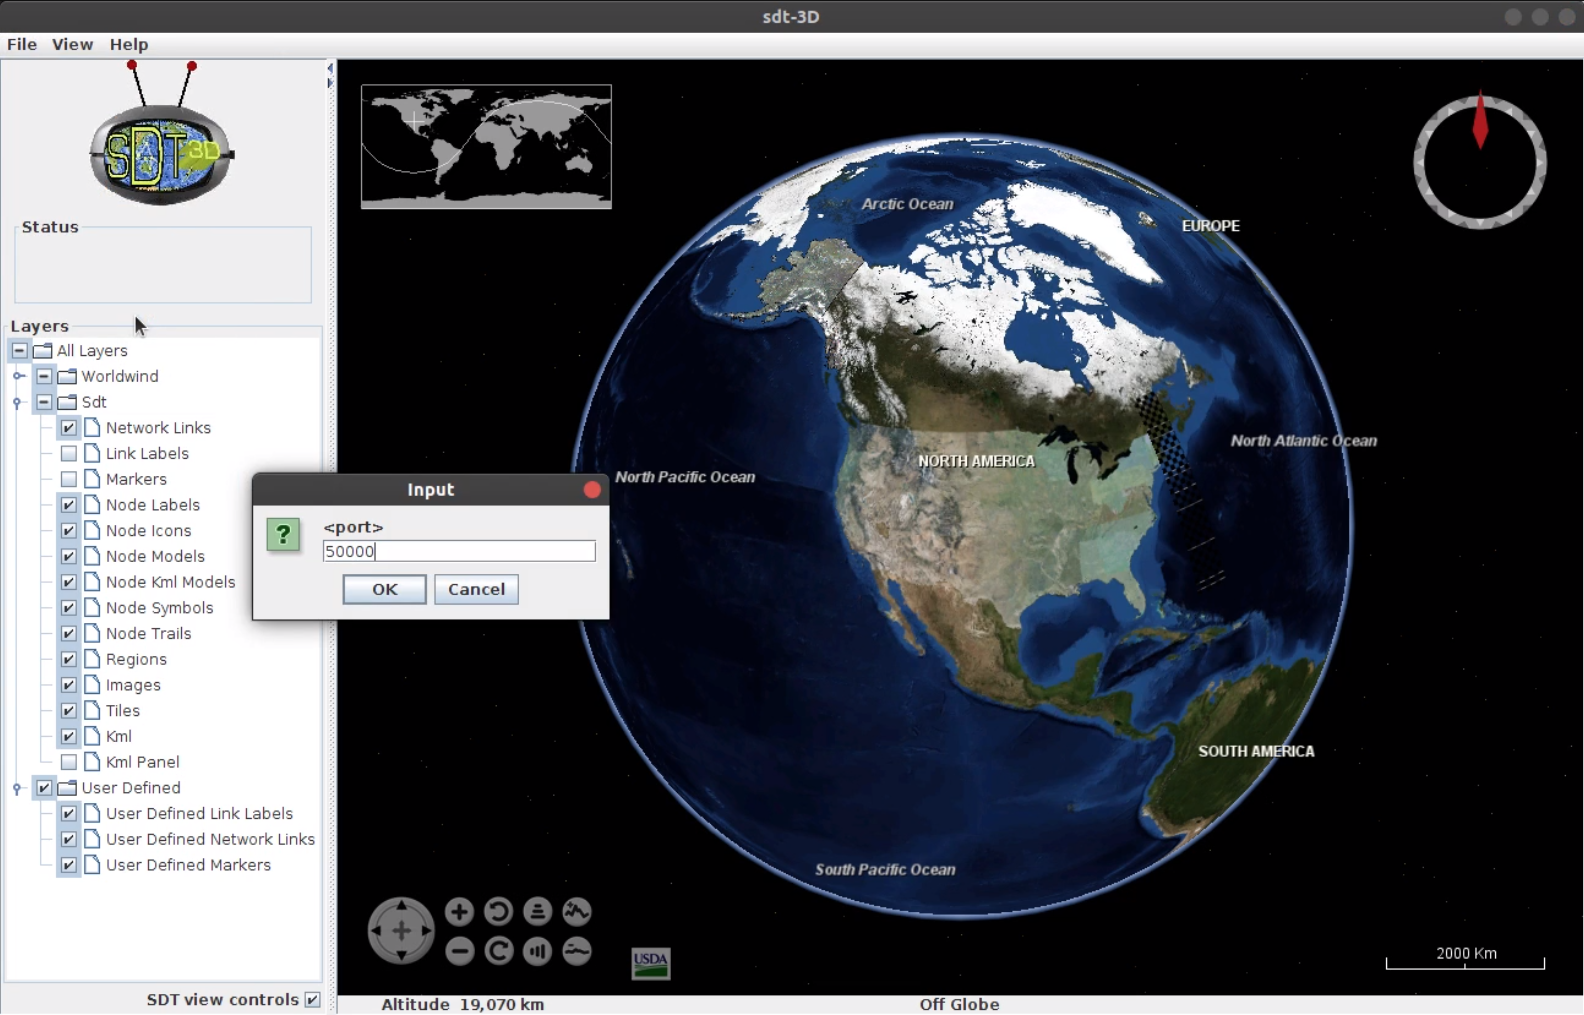 sdt-3D
File View Help
SDT 3D
Status
Layers
All Layers
Worldwind
Sdt
Network Links
Link Labels
Markers
Node Labels
Node Icons
Node Models
Node Kml Models
Node Symbols
Node Trails
Regions
Images
Tiles
Kml
Kml Panel
User Defined
User Defined Link Labels
User Defined Network Links
User Defined Markers
SDT view controls
Input
?
<port>
50000
OK Cancel
Arctic Ocean
EUROPE
North Atlantic Ocean
NORTH AMERICA
North Pacific Ocean
SOUTH AMERICA
South Pacific Ocean
USDA
2000 Km
Altitude 19,070 km
Off Globe